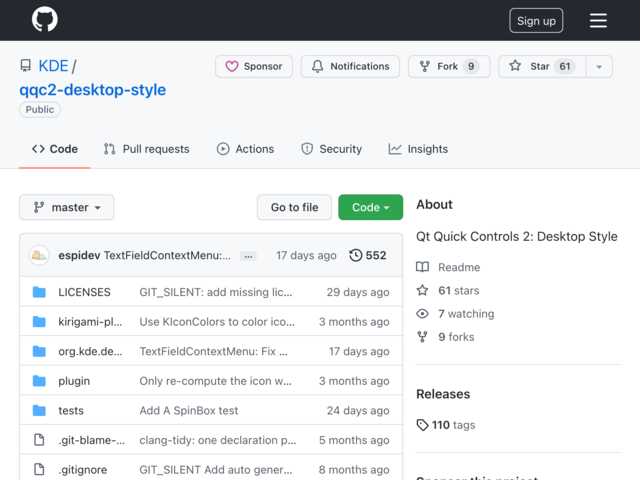 Sign up
KDE /
qqc2-desktop-style
Public
Sponsor
Notifications
Fork 9
Star 61
Code
Pull requests
Actions
Security
Insights
master
Go to file
Code
espidev TextFieldContextMenu:... ... 17 days ago 552
LICENSES GIT_SILENT: add missing lic... 29 days ago
kirigami-pl... Use KIconColors to color ico... 3 months ago
org.kde.de... TextFieldContextMenu: Fix ... 17 days ago
plugin Only re-compute the icon w... 3 months ago
tests Add A SpinBox test 24 days ago
.git-blame-... clang-tidy: one declaration p... 5 months ago
.gitignore GIT_SILENT Add auto gener... 8 months ago
About
Qt Quick Controls 2: Desktop Style
Readme
61 stars
7 watching
9 forks
Releases
110 tags
Sponsor this project